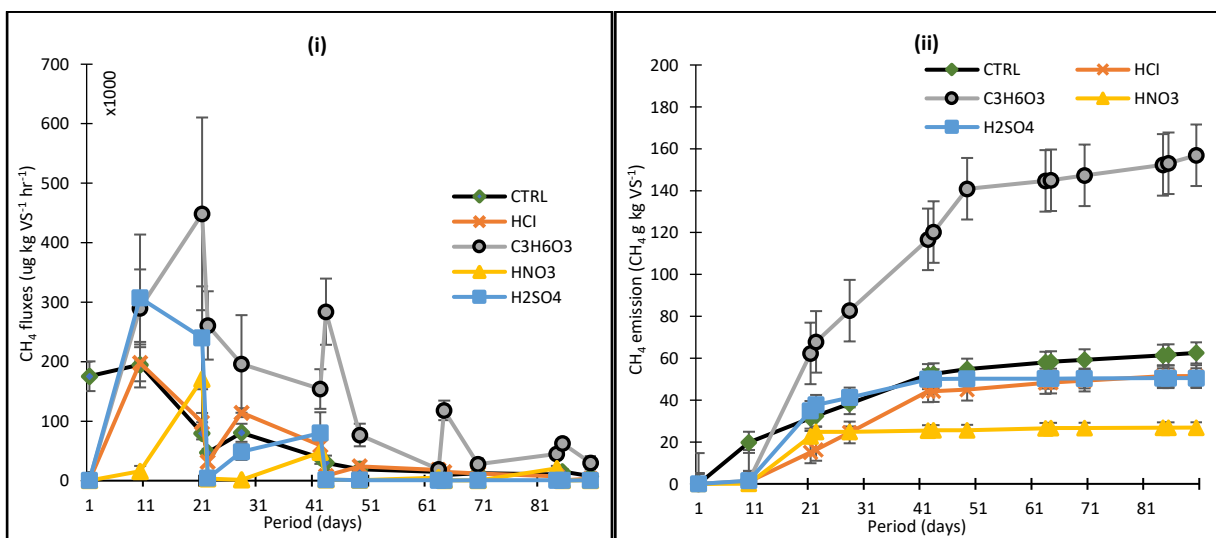 (i)
x1000
CH4 fluxes (ug kg VS-1 hr-1)
700
600
500
400
300
200
100
0
1 11 21 31 41 51 61 71 81
Period (days)
CTRL
HCl
C3H6O3
HNO3
H2SO4
(ii)
CH4 emission (CH4 g kg VS-1)
200
180
160
140
120
100
80
60
40
20
0
1 11 21 31 41 51 61 71 81
Period (days)
CTRL HCl
C3H6O3 HNO3
H2SO4